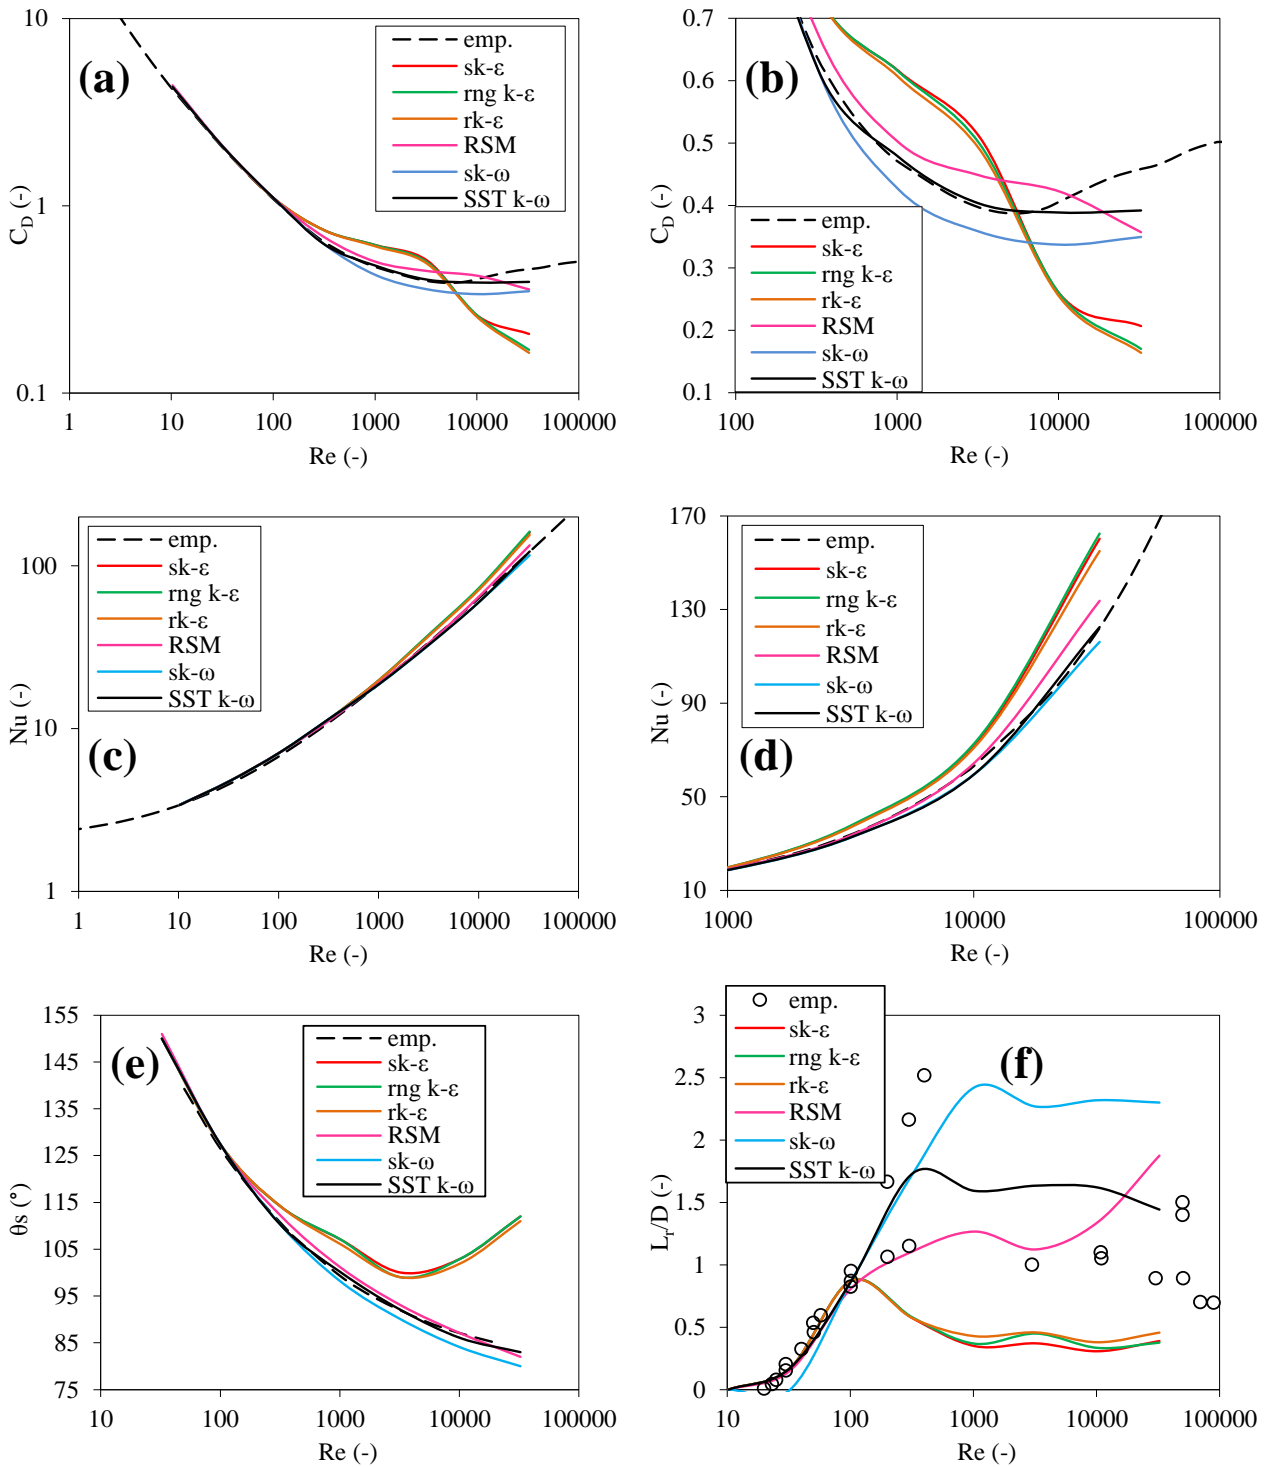 10
1
0.1
C_D (-)
1
10
100
1000
10000
100000
Re (-)
(a)
emp.
sk-ε
rng k-ε
rk-ε
RSM
sk-ω
SST k-ω
0.7
0.6
0.5
0.4
0.3
0.2
0.1
C_D (-)
100
1000
10000
100000
Re (-)
(b)
emp.
sk-ε
rng k-ε
rk-ε
RSM
sk-ω
SST k-ω
100
10
1
Nu (-)
1
10
100
1000
10000
100000
Re (-)
emp.
sk-ε
rng k-ε
rk-ε
RSM
sk-ω
SST k-ω
(c)
170
130
90
50
10
Nu (-)
1000
10000
100000
Re (-)
emp.
sk-ε
rng k-ε
rk-ε
RSM
sk-ω
SST k-ω
(d)
155
145
135
125
115
105
95
85
75
θs (°)
10
100
1000
10000
100000
Re (-)
(e)
emp.
sk-ε
rng k-ε
rk-ε
RSM
sk-ω
SST k-ω
3
2.5
2
1.5
1
0.5
0
L_r/D (-)
10
100
1000
10000
100000
Re (-)
emp.
sk-ε
rng k-ε
rk-ε
RSM
sk-ω
SST k-ω
(f)